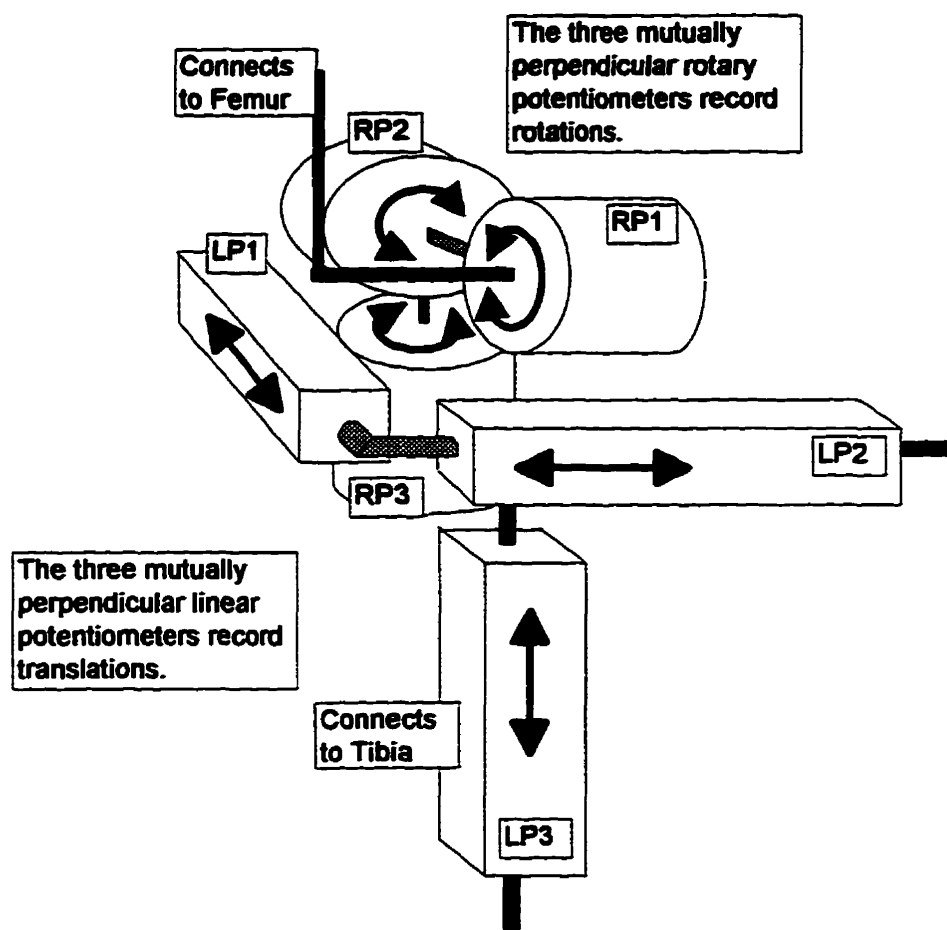 The three mutually
perpendicular rotary
potentiometers record
rotations.
Connects
to Femur
RP2
RP1
LP1
LP2
RP3
The three mutually
perpendicular linear
potentiometers record
translations.
Connects
to Tibia
LP3